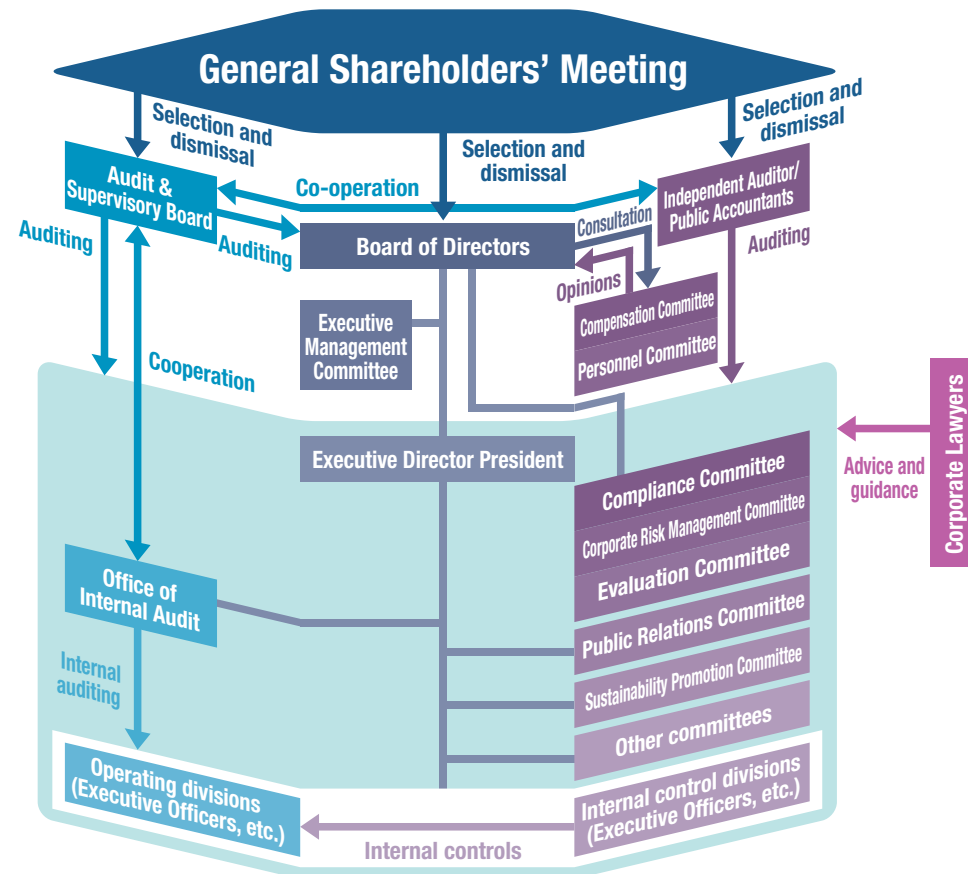 General Shareholders' Meeting
Selection and
dismissal
Selection and
dismissal
Selection and
dismissal
Audit &
Supervisory Board
Co-operation
Independent Auditor/
Public Accountants
Auditing
Auditing
Board of Directors
Consultation
Auditing
Opinions
Compensation Committee
Personnel Committee
Executive
Management
Committee
Cooperation
Executive Director President
Corporate Lawyers
Advice and
guidance
Compliance Committee
Corporate Risk Management Committee
Evaluation Committee
Public Relations Committee
Sustainability Promotion Committee
Other committees
Office of
Internal Audit
Internal
auditing
Operating divisions
(Executive Officers, etc.)
Internal control divisions
(Executive Officers, etc.)
Internal controls